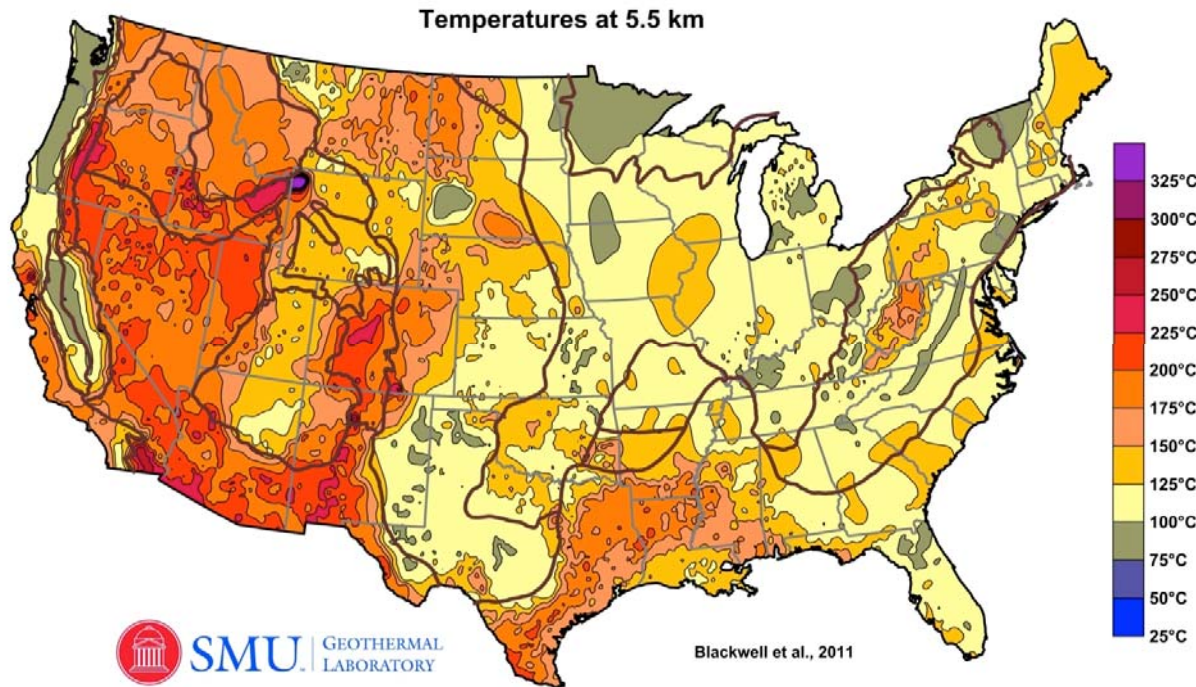 Temperatures at 5.5 km
325°C
300°C
275°C
250°C
225°C
200°C
175°C
150°C
125°C
100°C
75°C
50°C
25°C
SMU
GEOTHERMAL
LABORATORY
Blackwell et al., 2011